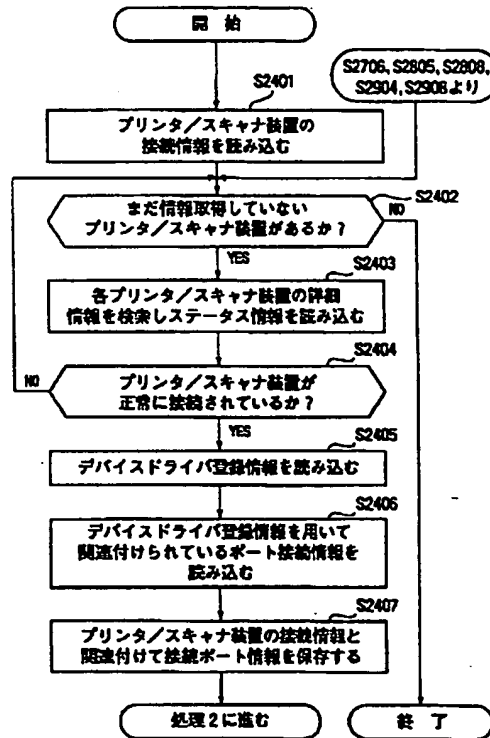 開 始
S2706, S2805, S2808,
S2904, S2908より
S2401
プリンタ/スキャナ装置の
接続情報を読み込む
S2402
まだ情報取得していない
プリンタ/スキャナ装置があるか?
NO
YES
S2403
各プリンタ/スキャナ装置の詳細
情報を検索しステータス情報を読み込む
S2404
プリンタ/スキャナ装置が
正常に接続されているか?
NO
YES
S2405
デバイスドライバ登録情報を読み込む
S2406
デバイスドライバ登録情報を用いて
関連付けられているポート接続情報を
読み込む
S2407
プリンタ/スキャナ装置の接続情報と
関連付けて接続ポート情報を保存する
処理2に進む
終 了